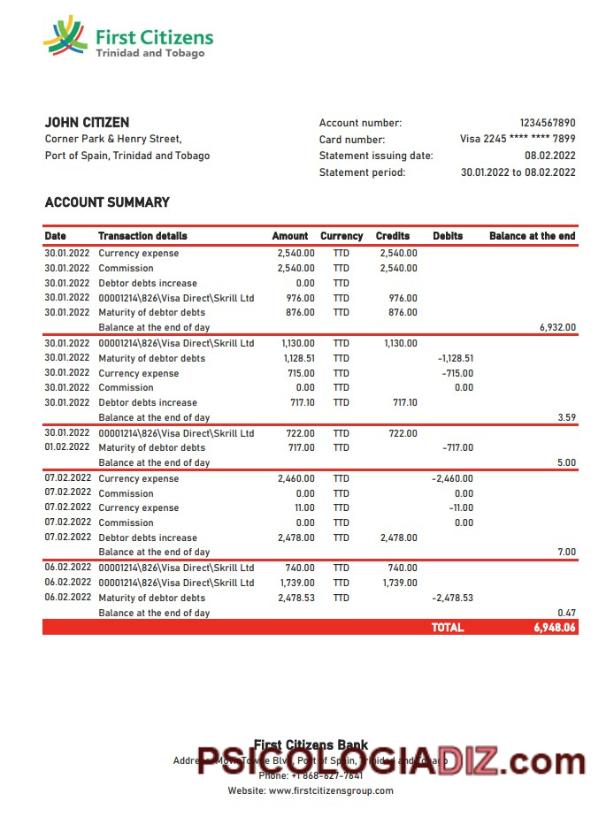 First Citizens
Trinidad and Tobago
JOHN CITIZEN
Corner Park & Henry Street,
Port of Spain, Trinidad and Tobago
Account number: 1234567890
Card number: Visa 2245 **** **** 7899
Statement issuing date: 08.02.2022
Statement period: 30.01.2022 to 08.02.2022
ACCOUNT SUMMARY
Date Transaction details Amount Currency Credits Debits Balance at the end
30.01.2022 Currency expense 2,540.00 TTD 2,540.00
30.01.2022 Commission 2,540.00 TTD 2,540.00
30.01.2022 Debtor debts increase 0.00 TTD
30.01.2022 00001214\826\Visa Direct\Skrill Ltd 976.00 TTD 976.00
30.01.2022 Maturity of debtor debts 876.00 TTD 876.00
Balance at the end of day 6,932.00
30.01.2022 00001214\826\Visa Direct\Skrill Ltd 1,130.00 TTD 1,130.00
30.01.2022 Maturity of debtor debts 1,128.51 TTD -1,128.51
30.01.2022 Currency expense 715.00 TTD -715.00
30.01.2022 Commission 0.00 TTD 0.00
30.01.2022 Debtor debts increase 717.10 TTD 717.10
Balance at the end of day 3.59
30.01.2022 00001214\826\Visa Direct\Skrill Ltd 722.00 TTD 722.00
01.02.2022 Maturity of debtor debts 717.00 TTD -717.00
Balance at the end of day 5.00
07.02.2022 Currency expense 2,460.00 TTD -2,460.00
07.02.2022 Commission 0.00 TTD 0.00
07.02.2022 Currency expense 11.00 TTD -11.00
07.02.2022 Commission 0.00 TTD 0.00
07.02.2022 Debtor debts increase 2,478.00 TTD 2,478.00
Balance at the end of day 7.00
06.02.2022 00001214\826\Visa Direct\Skrill Ltd 740.00 TTD 740.00
06.02.2022 00001214\826\Visa Direct\Skrill Ltd 1,739.00 TTD 1,739.00
06.02.2022 Maturity of debtor debts 2,478.53 TTD -2,478.53
Balance at the end of day 0.47
TOTAL 6,948.06
First Citizens Bank
Port of Spain, Trinidad and Tobago
PSICOLOGIADIZ.com
Phone: +1 868-627-7641
Website: www.firstcitizensgroup.com